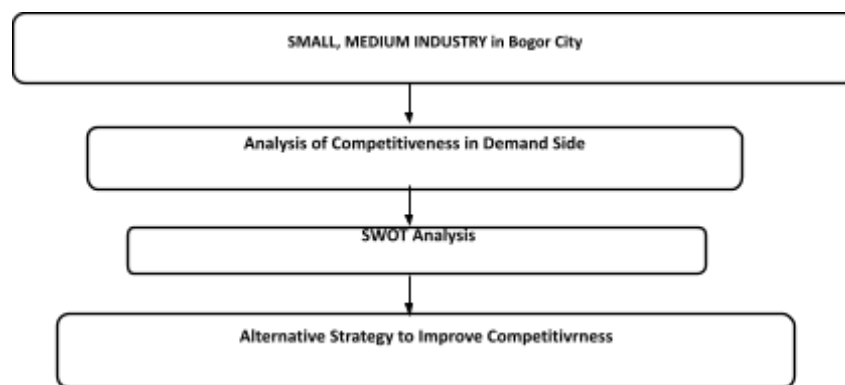 SMALL, MEDIUM INDUSTRY in Bogor City
Analysis of Competitiveness in Demand Side
SWOT Analysis
Alternative Strategy to Improve Competitivrness